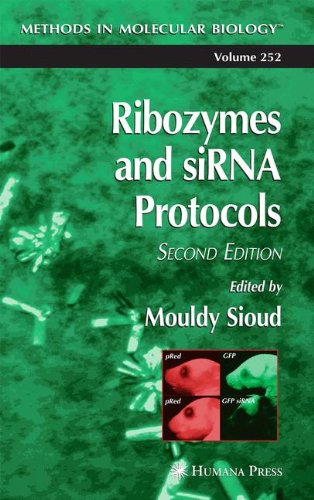 METHODS IN MOLECULAR BIOLOGY™
Volume 252
Ribozymes
and siRNA
Protocols
SECOND EDITION
Edited by
Mouldy Sioud
pRed GFP
pRed GFP siRNA
HUMANA PRESS